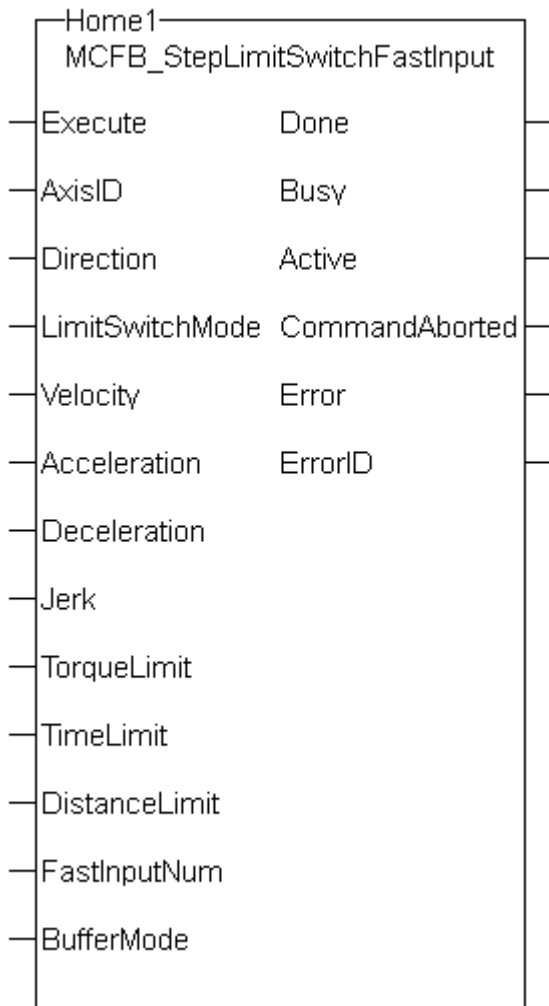 Home1
MCFB_StepLimitSwitchFastInput
Execute Done
AxisID Busy
Direction Active
LimitSwitchMode CommandAborted
Velocity Error
Acceleration ErrorID
Deceleration
Jerk
TorqueLimit
TimeLimit
DistanceLimit
FastInputNum
BufferMode